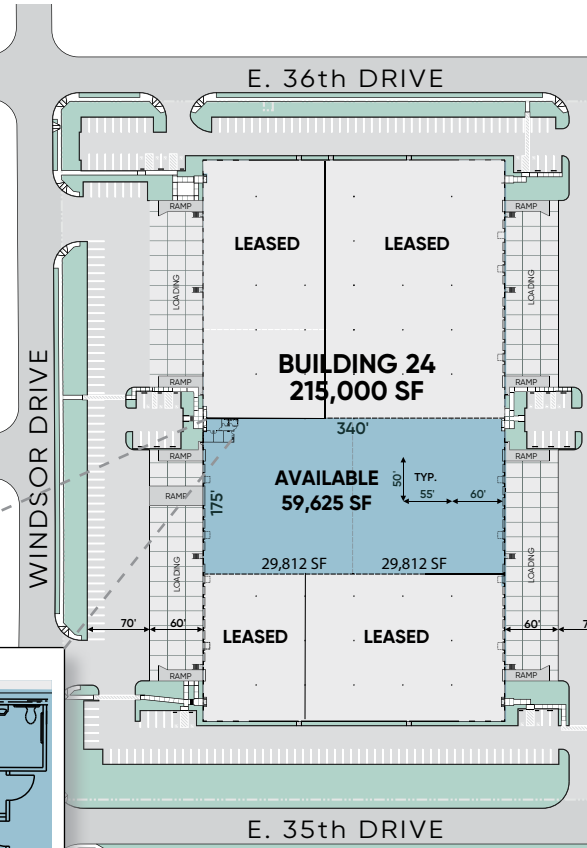 E. 36th DRIVE
RAMP
RAMP
LEASED
LEASED
LOADING
LOADING
BUILDING 24
215,000 SF
RAMP
RAMP
WINDSOR DRIVE
340'
RAMP
RAMP
AVAILABLE
59,625 SF
50'
TYP.
55'
60'
RAMP
175'
29,812 SF
29,812 SF
LOADING
LOADING
70'
60'
LEASED
LEASED
60'
RAMP
RAMP
E. 35th DRIVE